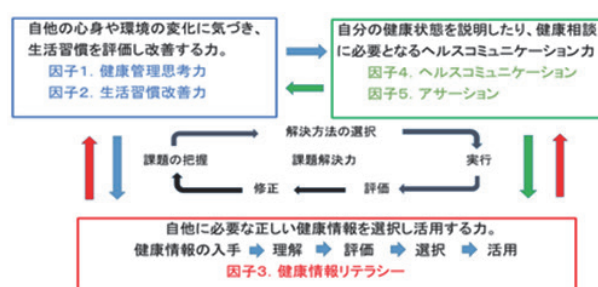 自他の心身や環境の変化に気づき、
生活習慣を評価し改善する力。
因子1．健康管理思考力
因子2．生活習慣改善力
自分の健康状態を説明したり、健康相談
に必要となるヘルスコミュニケーション力
因子4．ヘルスコミュニケーション
因子5．アサーション
解決方法の選択
課題の把握 課題解決力 実行
修正 評価
自他に必要な正しい健康情報を選択し活用する力。
健康情報の入手 理解 評価 選択 活用
因子3．健康情報リテラシー